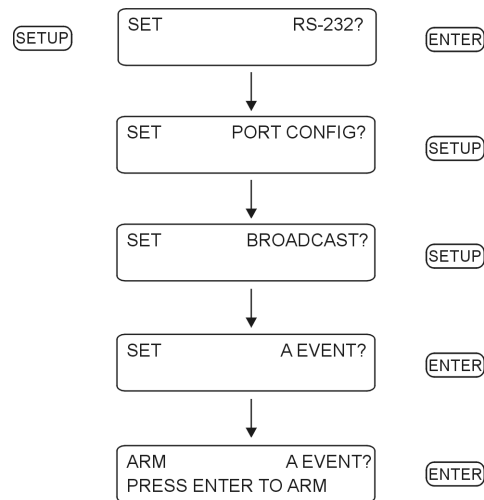 SETUP
SET RS-232?
ENTER
SET PORT CONFIG?
SETUP
SET BROADCAST?
SETUP
SET A EVENT?
ENTER
ARM A EVENT?
PRESS ENTER TO ARM
ENTER